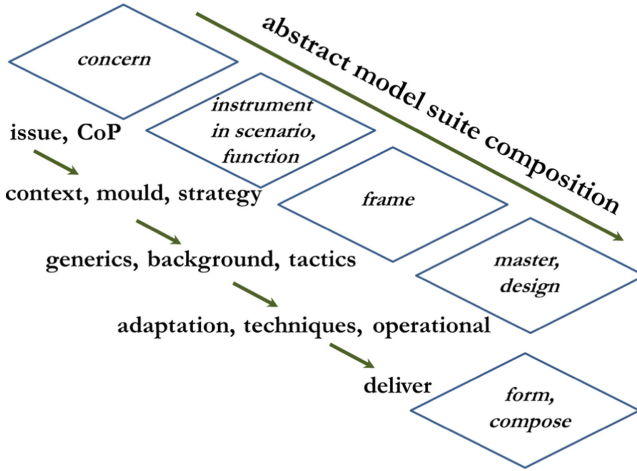 concern
abstract model suite composition
instrument
in scenario,
function
issue, CoP
context, mould, strategy
frame
generics, background, tactics
master,
design
adaptation, techniques, operational
deliver
form,
compose